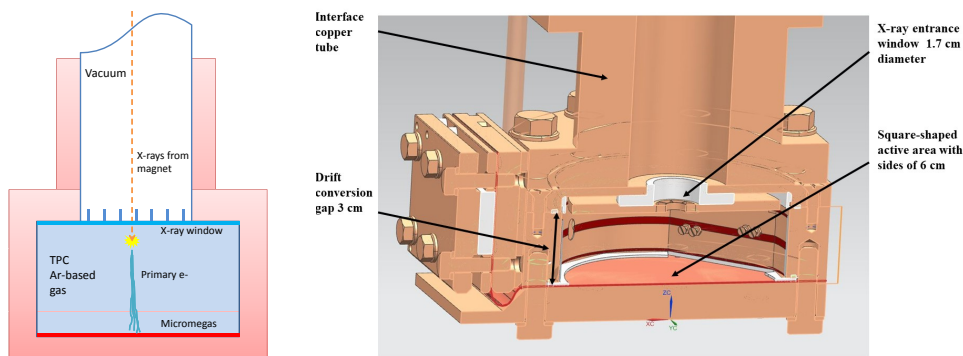 Vacuum
X-rays from
magnet
X-ray window
TPC
Ar-based
gas
Primary e-
Micromegas
Interface
copper
tube
Drift
conversion
gap 3 cm
X-ray entrance
window 1.7 cm
diameter
Square-shaped
active area with
sides of 6 cm
ZC
XC
YC